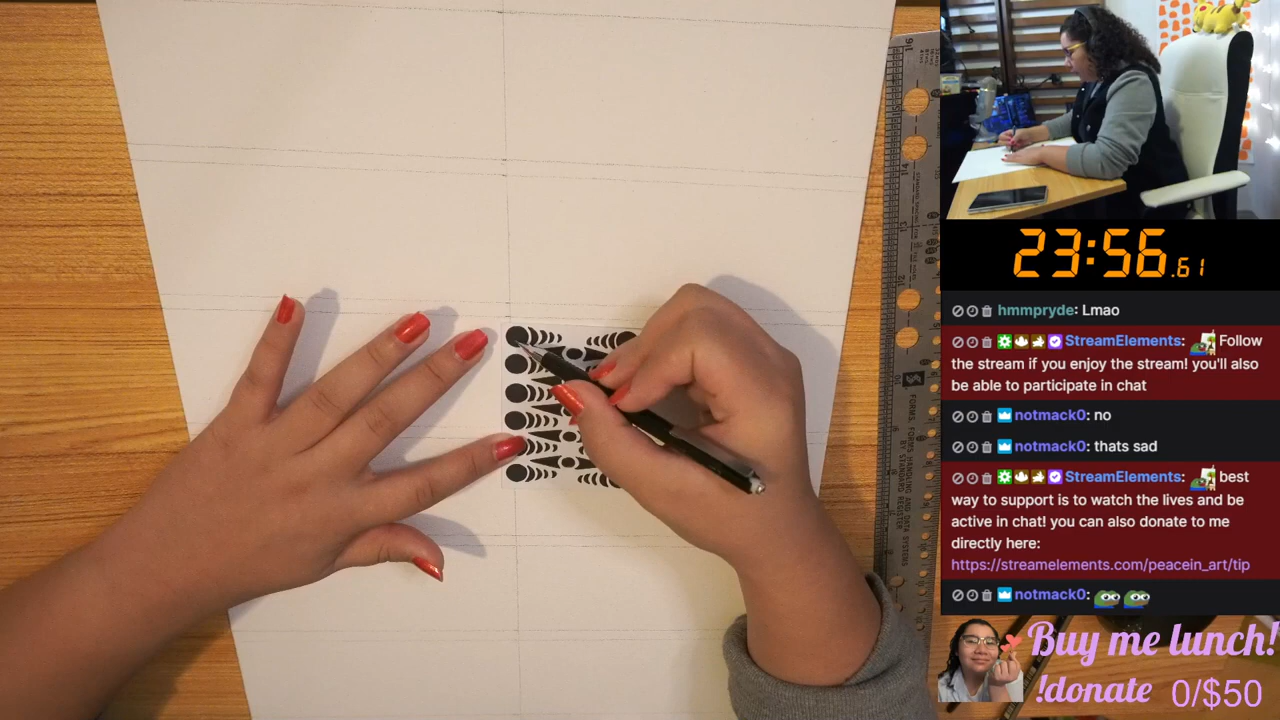 23:56.61
hmmpryde: Lmao
StreamElements: Follow
the stream if you enjoy the stream! you'll also
be able to participate in chat
notmack0: no
notmack0: thats sad
StreamElements: best
way to support is to watch the lives and be
active in chat! you can also donate to me
directly here:
https://streamelements.com/peacein_art/tip
notmack0:
Buy me lunch!
!donate 0/$50